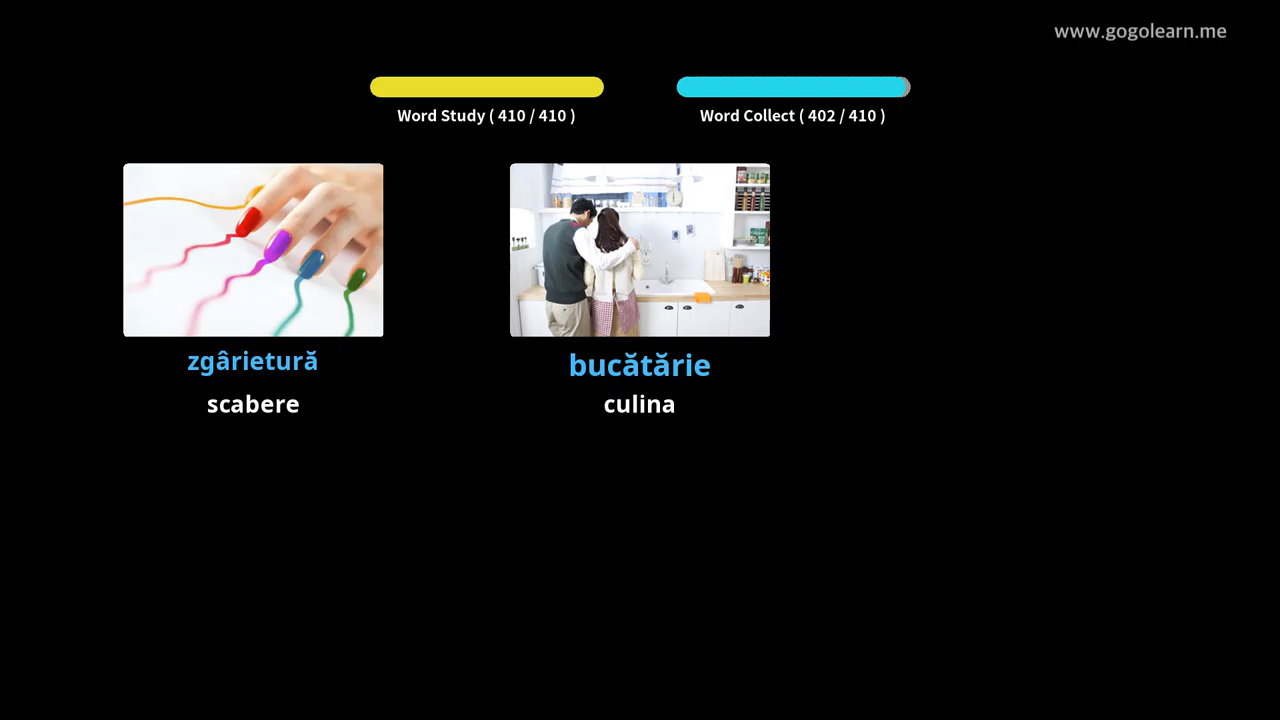 www.gogolearn.me
Word Study ( 410 / 410 )
Word Collect ( 402 / 410 )
zgârietură
bucătărie
scabere
culina